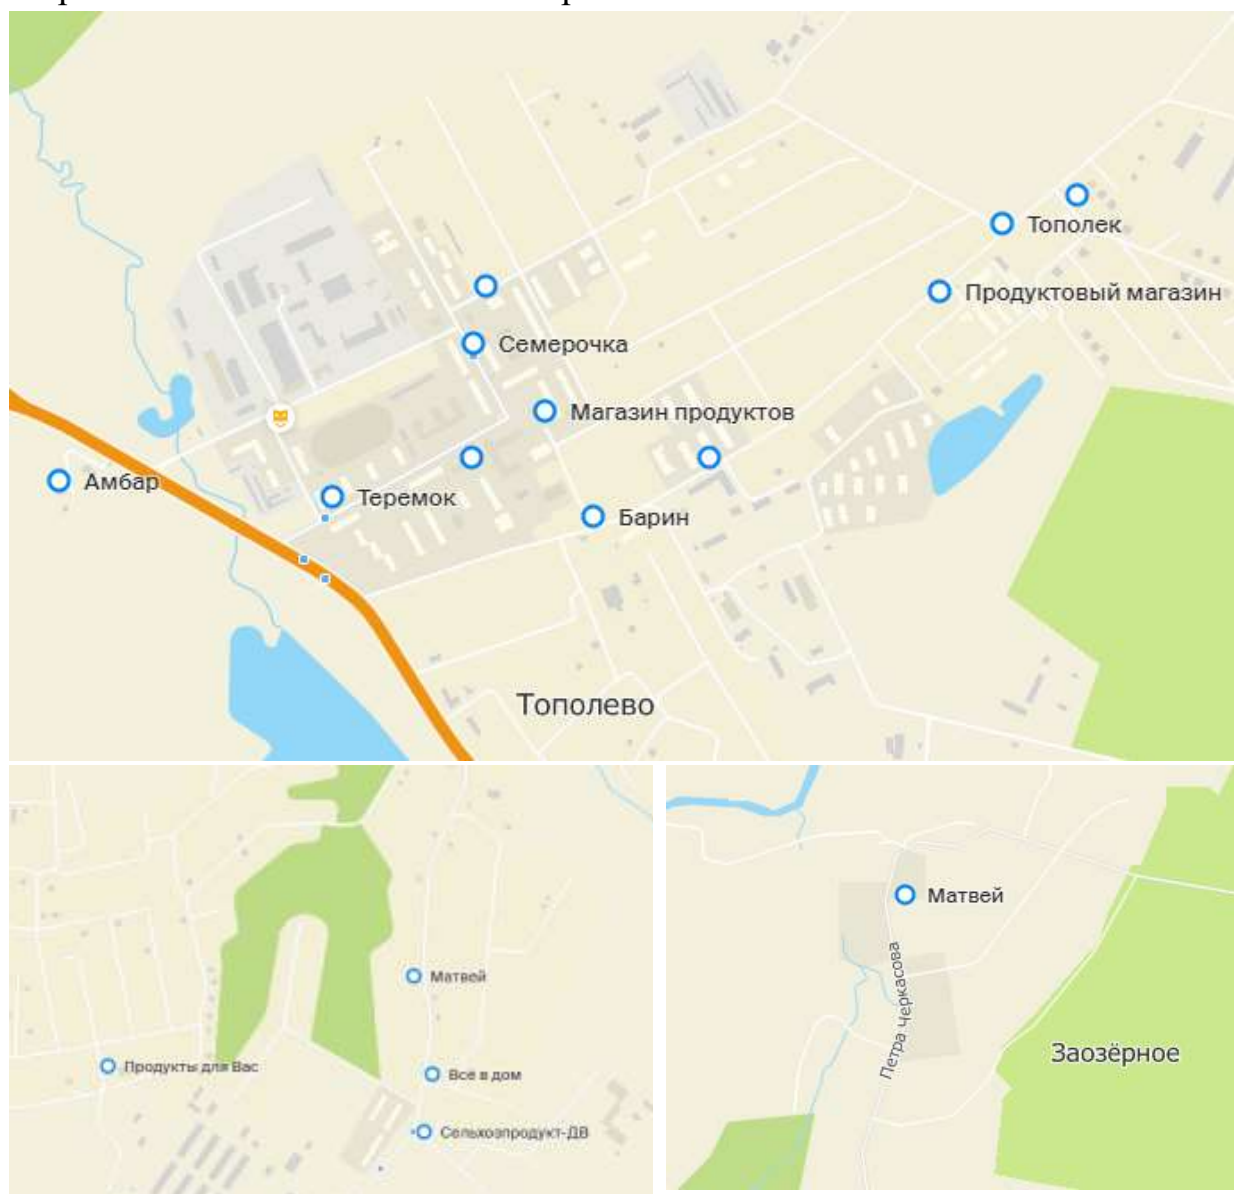 Тополек
Продуктовый магазин
Семерочка
Магазин продуктов
Амбар
Теремок
Барин
Тополево
Матвей
Продукты для Вас
Все в дом
Сельхозпродукт-ДВ
Матвей
Петра Черкасова
Заозёрное